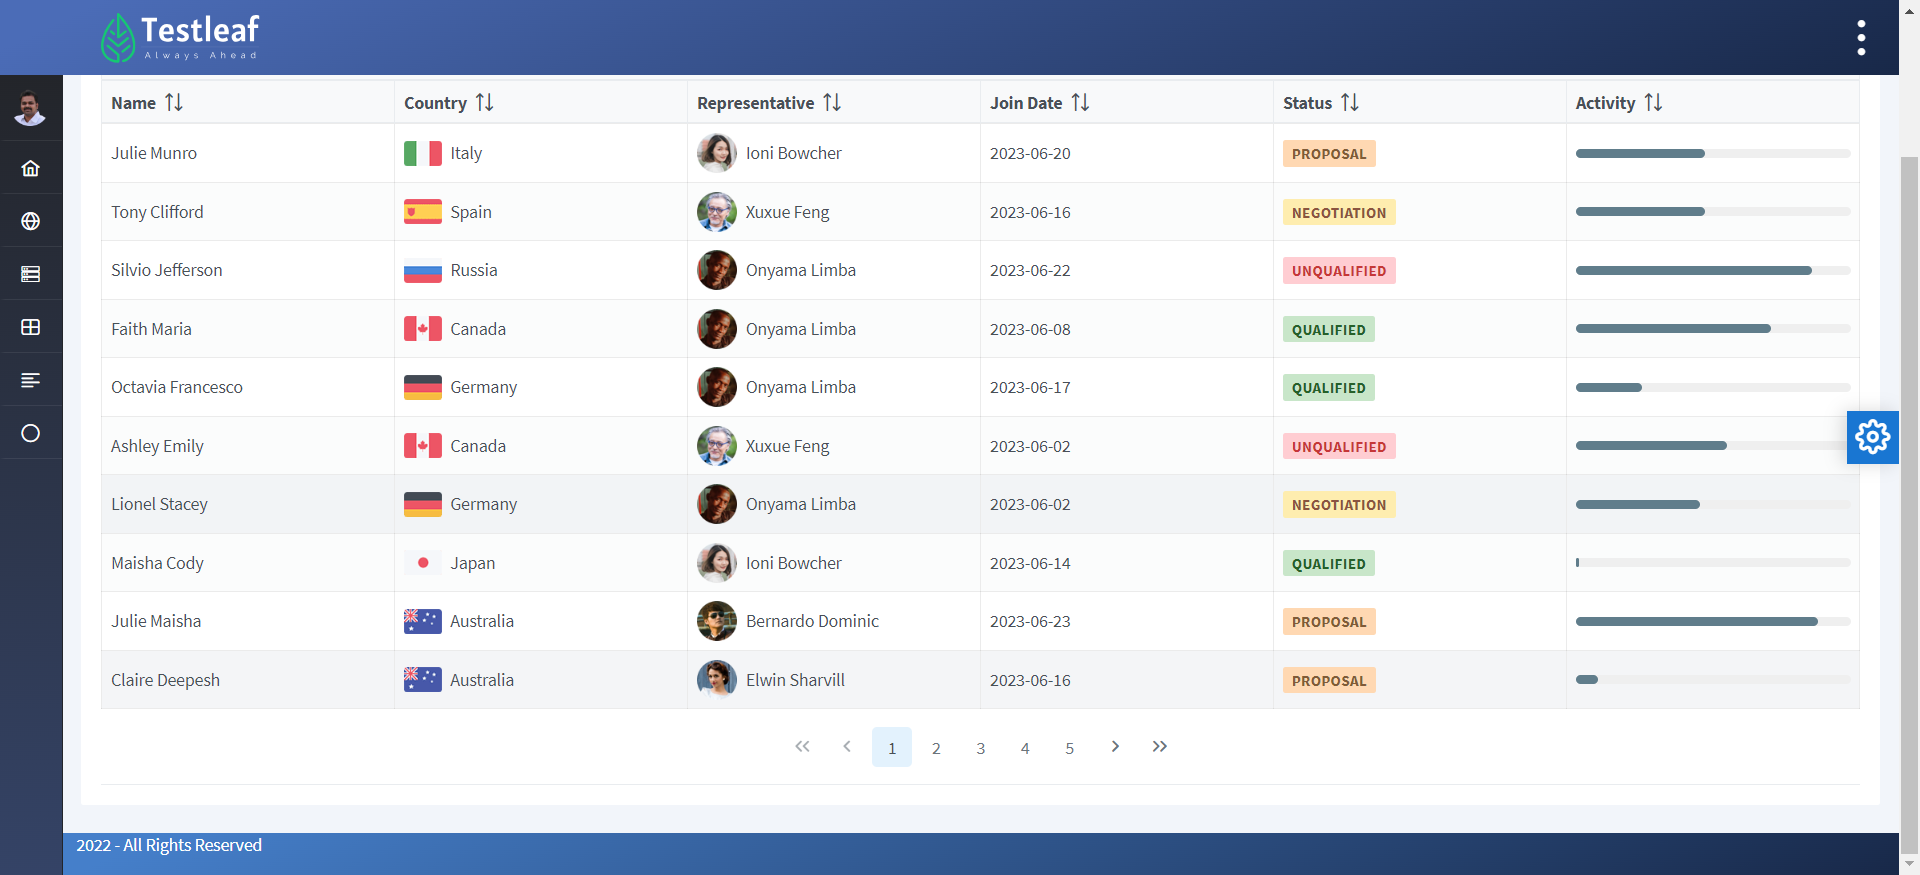 Testleaf
Always Ahead
Name Country Representative Join Date Status Activity
Julie Munro Italy Ioni Bowcher 2023-06-20 PROPOSAL
Tony Clifford Spain Xuxue Feng 2023-06-16 NEGOTIATION
Silvio Jefferson Russia Onyama Limba 2023-06-22 UNQUALIFIED
Faith Maria Canada Onyama Limba 2023-06-08 QUALIFIED
Octavia Francesco Germany Onyama Limba 2023-06-17 QUALIFIED
Ashley Emily Canada Xuxue Feng 2023-06-02 UNQUALIFIED
Lionel Stacey Germany Onyama Limba 2023-06-02 NEGOTIATION
Maisha Cody Japan Ioni Bowcher 2023-06-14 QUALIFIED
Julie Maisha Australia Bernardo Dominic 2023-06-23 PROPOSAL
Claire Deepesh Australia Elwin Sharvill 2023-06-16 PROPOSAL
1 2 3 4 5
2022 - All Rights Reserved